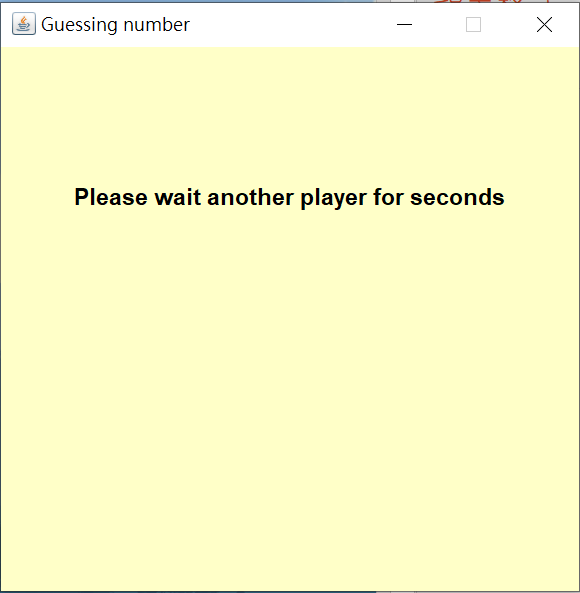 Guessing number
Please wait another player for seconds